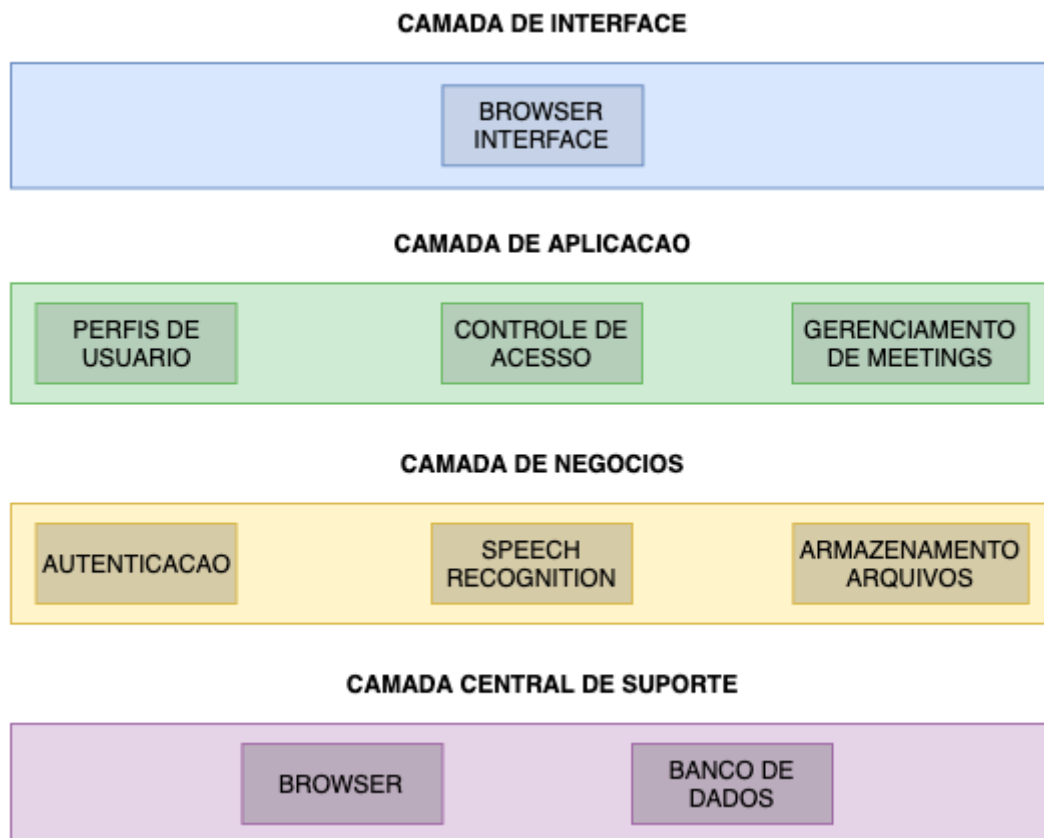 CAMADA DE INTERFACE
BROWSER
INTERFACE
CAMADA DE APLICACAO
PERFIS DE
USUARIO
CONTROLE DE
ACESSO
GERENCIAMENTO
DE MEETINGS
CAMADA DE NEGOCIOS
AUTENTICACAO
SPEECH
RECOGNITION
ARMAZENAMENTO
ARQUIVOS
CAMADA CENTRAL DE SUPORTE
BROWSER
BANCO DE
DADOS